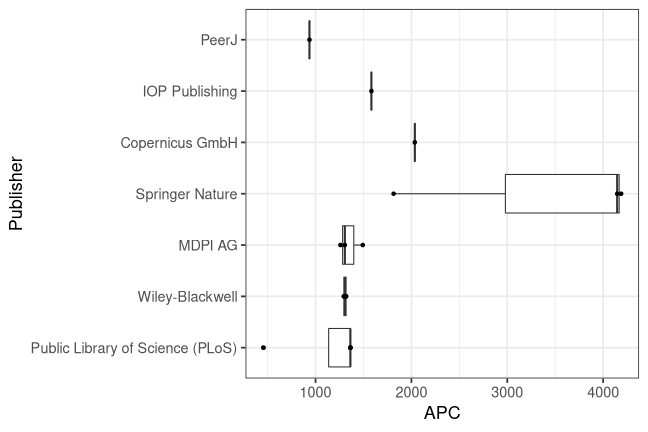 PeerJ
IOP Publishing
Copernicus GmbH
Springer Nature
MDPI AG
Wiley-Blackwell
Public Library of Science (PLoS)
Publisher
1000 2000 3000 4000
APC